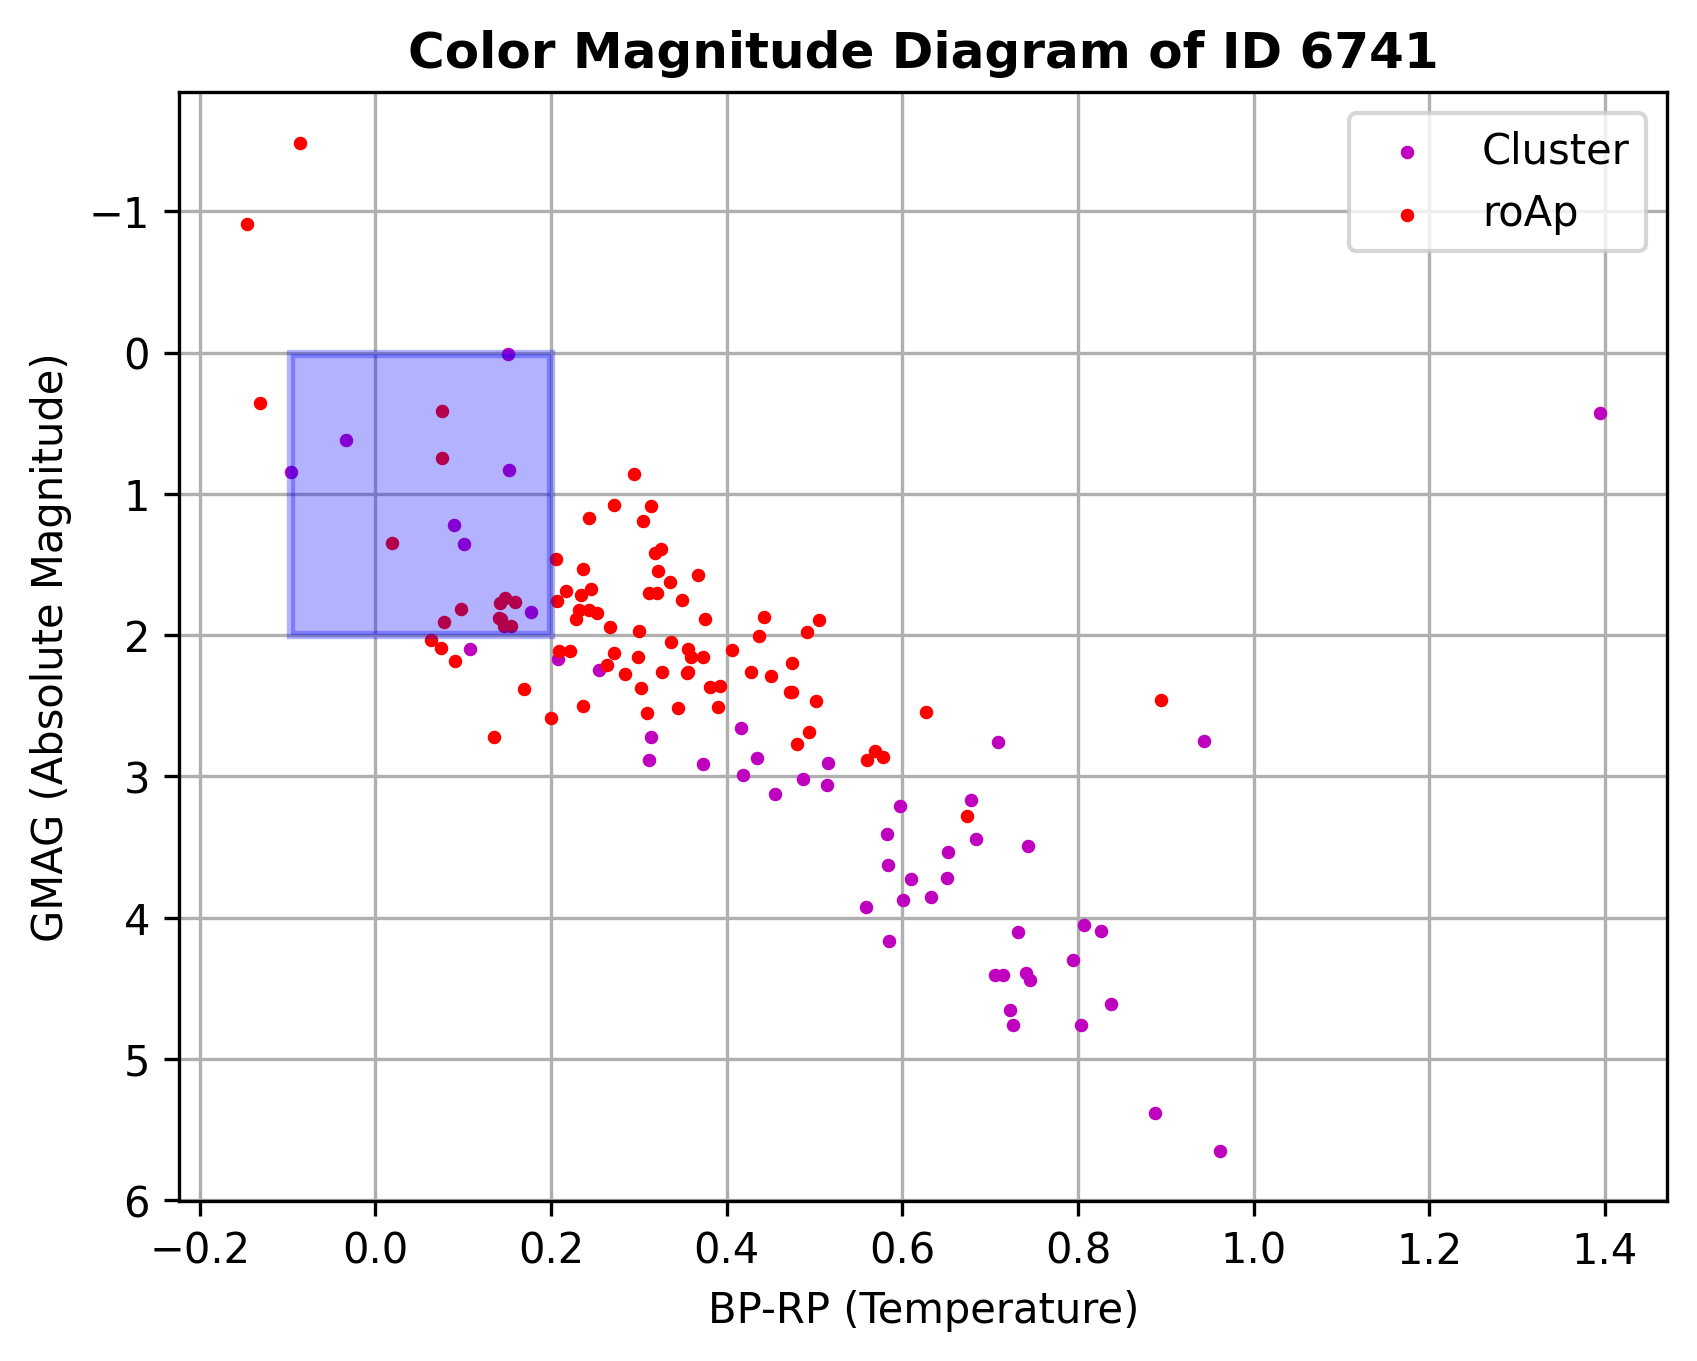 Color Magnitude Diagram of ID 6741
Cluster
roAp
GMAG (Absolute Magnitude)
−1
0
1
2
3
4
5
6
−0.2 0.0 0.2 0.4 0.6 0.8 1.0 1.2 1.4
BP-RP (Temperature)